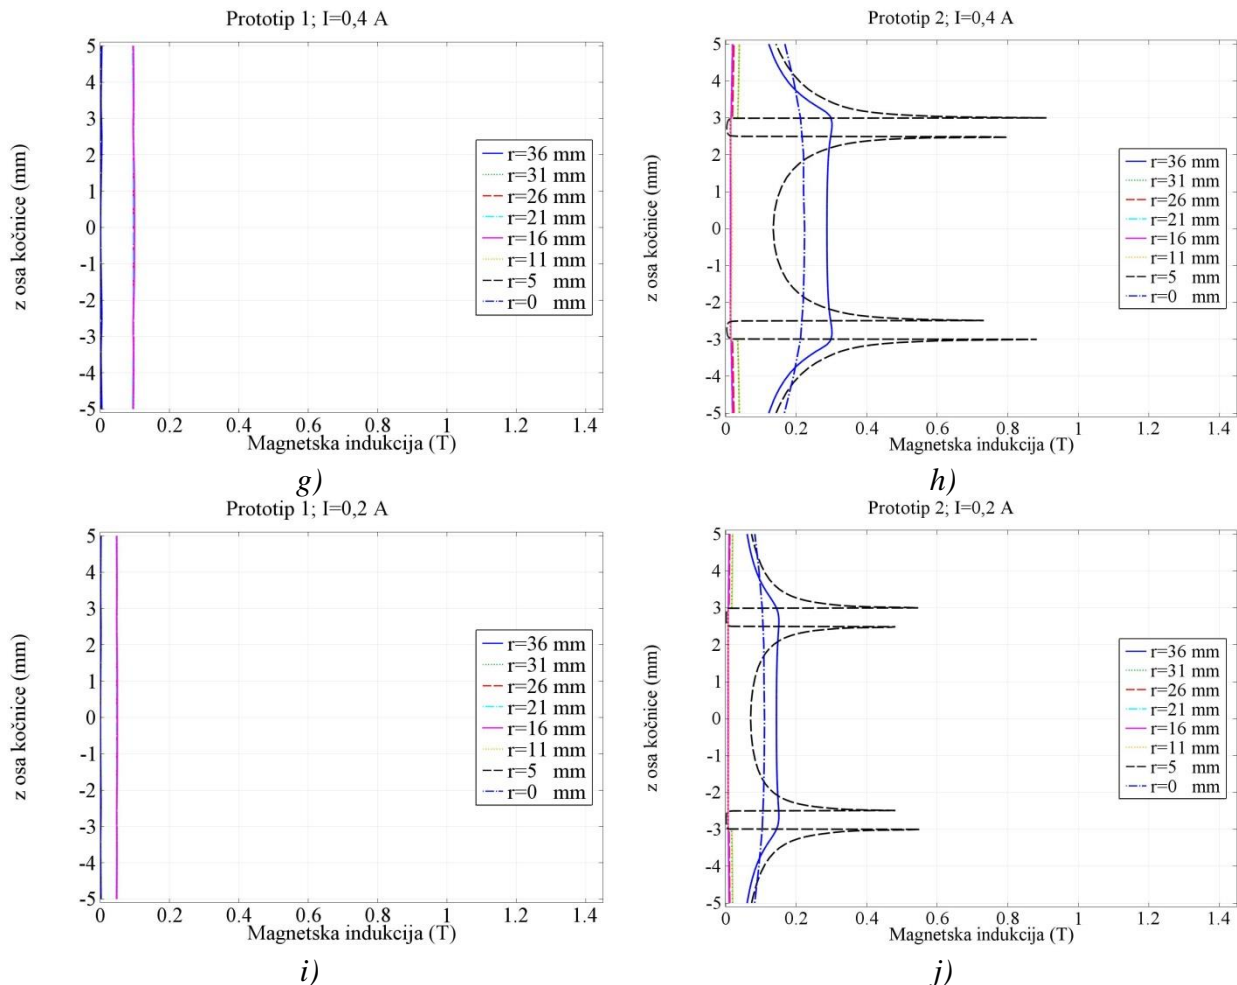 Prototip 1; I=0,4 A
5
4
3
2
1
0
-1
-2
-3
-4
-5
z osa kočnice (mm)
r=36 mm
r=31 mm
r=26 mm
r=21 mm
r=16 mm
r=11 mm
r=5 mm
r=0 mm
0 0.2 0.4 0.6 0.8 1 1.2 1.4
Magnetska indukcija (T)
g)
Prototip 2; I=0,4 A
5
4
3
2
1
0
-1
-2
-3
-4
-5
z osa kočnice (mm)
r=36 mm
r=31 mm
r=26 mm
r=21 mm
r=16 mm
r=11 mm
r=5 mm
r=0 mm
0 0.2 0.4 0.6 0.8 1 1.2 1.4
Magnetska indukcija (T)
h)
Prototip 1; I=0,2 A
5
4
3
2
1
0
-1
-2
-3
-4
-5
z osa kočnice (mm)
r=36 mm
r=31 mm
r=26 mm
r=21 mm
r=16 mm
r=11 mm
r=5 mm
r=0 mm
0 0.2 0.4 0.6 0.8 1 1.2 1.4
Magnetska indukcija (T)
i)
Prototip 2; I=0,2 A
5
4
3
2
1
0
-1
-2
-3
-4
-5
z osa kočnice (mm)
r=36 mm
r=31 mm
r=26 mm
r=21 mm
r=16 mm
r=11 mm
r=5 mm
r=0 mm
0 0.2 0.4 0.6 0.8 1 1.2 1.4
Magnetska indukcija (T)
j)